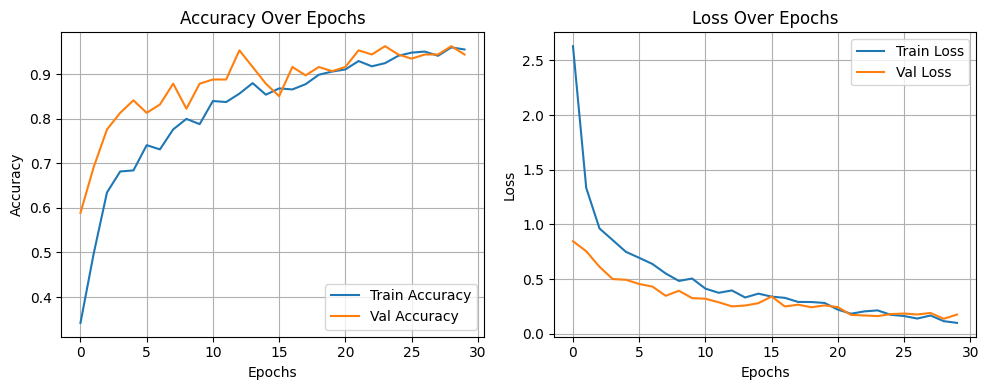 Accuracy Over Epochs
Accuracy
0.9
0.8
0.7
0.6
0.5
0.4
Train Accuracy
Val Accuracy
0 5 10 15 20 25 30
Epochs
Loss Over Epochs
Loss
2.5
2.0
1.5
1.0
0.5
0.0
Train Loss
Val Loss
0 5 10 15 20 25 30
Epochs